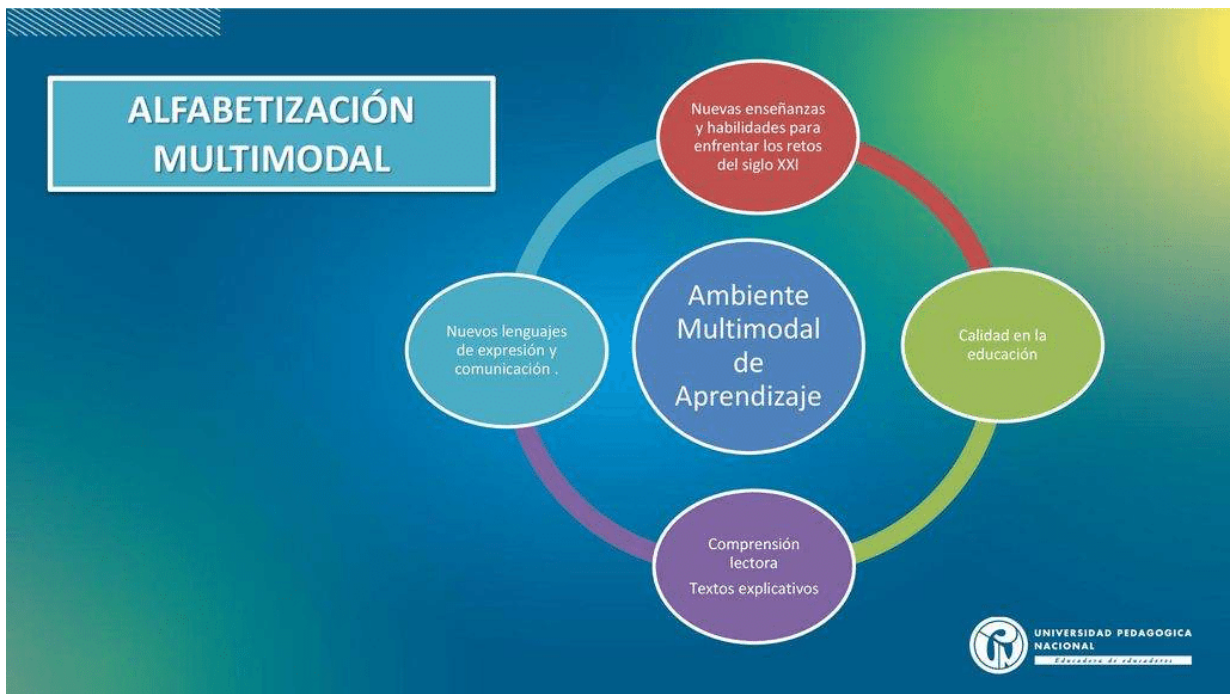 ALFABETIZACIÓN
MULTIMODAL
Nuevas enseñanzas
y habilidades para
enfrentar los retos
del siglo XXI
Ambiente
Multimodal
de
Aprendizaje
Nuevos lenguajes
de expresión y
comunicación .
Calidad en la
educación
Comprensión
lectora
Textos explicativos
UNIVERSIDAD PEDAGOGICA
NACIONAL
Educadora de educadores